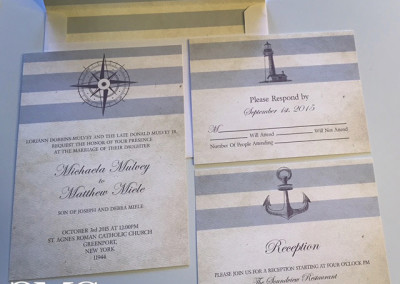 LORIANN DOBBINS-MULVEY AND THE LATE DONALD MULVEY JR.
REQUEST THE HONOR OF YOUR PRESENCE
AT THE MARRIAGE OF THEIR DAUGHTER
Michaela Mulvey
to
Matthew Miele
SON OF JOSEPH AND DEBRA MIELE
OCTOBER 3rd 2015 AT 12:00PM
ST AGNES ROMAN CATHOLIC CHURCH
GREENPORT,
NEW YORK
11944
Please Respond by
September 1st, 2015
M
Will Attend Will Not Attend
Number Of People Attending
Reception
PLEASE JOIN US FOR A RECEPTION STARTING AT FOUR O'CLOCK PM
The Soundview Restaurant